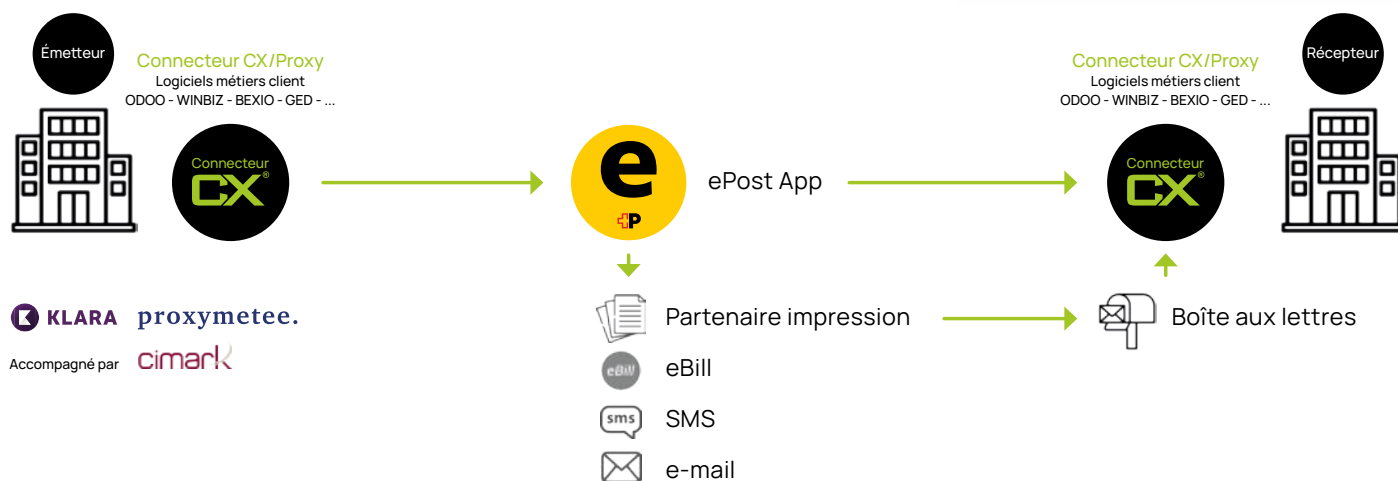 Émetteur
Connecteur CX/Proxy
Logiciels métiers client
ODOO - WINBIZ - BEXIO - GED - ...
Connecteur
CX®
e
P
ePost App
Connecteur CX/Proxy
Logiciels métiers client
ODOO - WINBIZ - BEXIO - GED - ...
Récepteur
Connecteur
CX®
KLARA proxymetee.
Accompagné par cimark
Partenaire impression
Boîte aux lettres
eBill eBill
sms SMS
e-mail